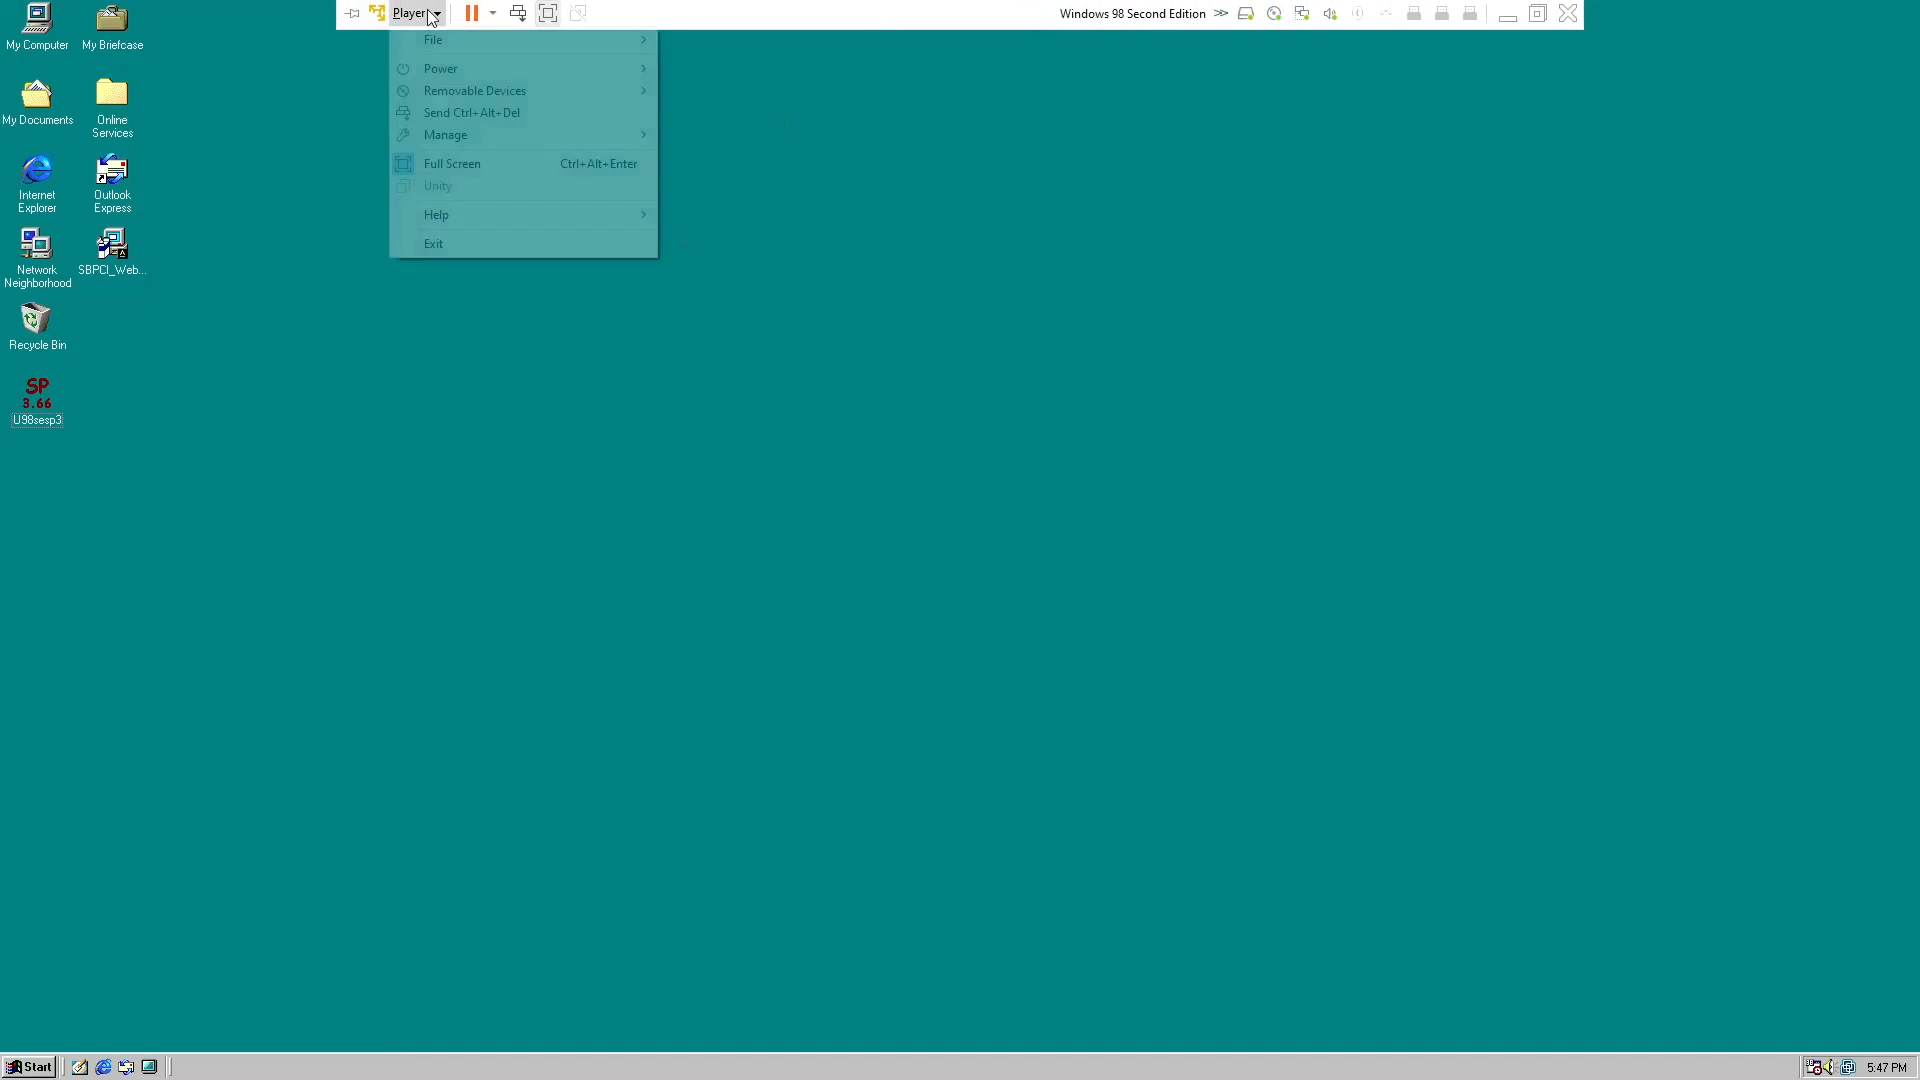 Player
Windows 98 Second Edition
File
Power
Removable Devices
Send Ctrl+Alt+Del
Manage
Full Screen Ctrl+Alt+Enter
Unity
Help
Exit
My Computer
My Briefcase
My Documents
Online
Services
Internet
Explorer
Outlook
Express
Network
Neighborhood
SBPCI_Web...
Recycle Bin
SP
3.66
U98sesp3
Start
5:47 PM